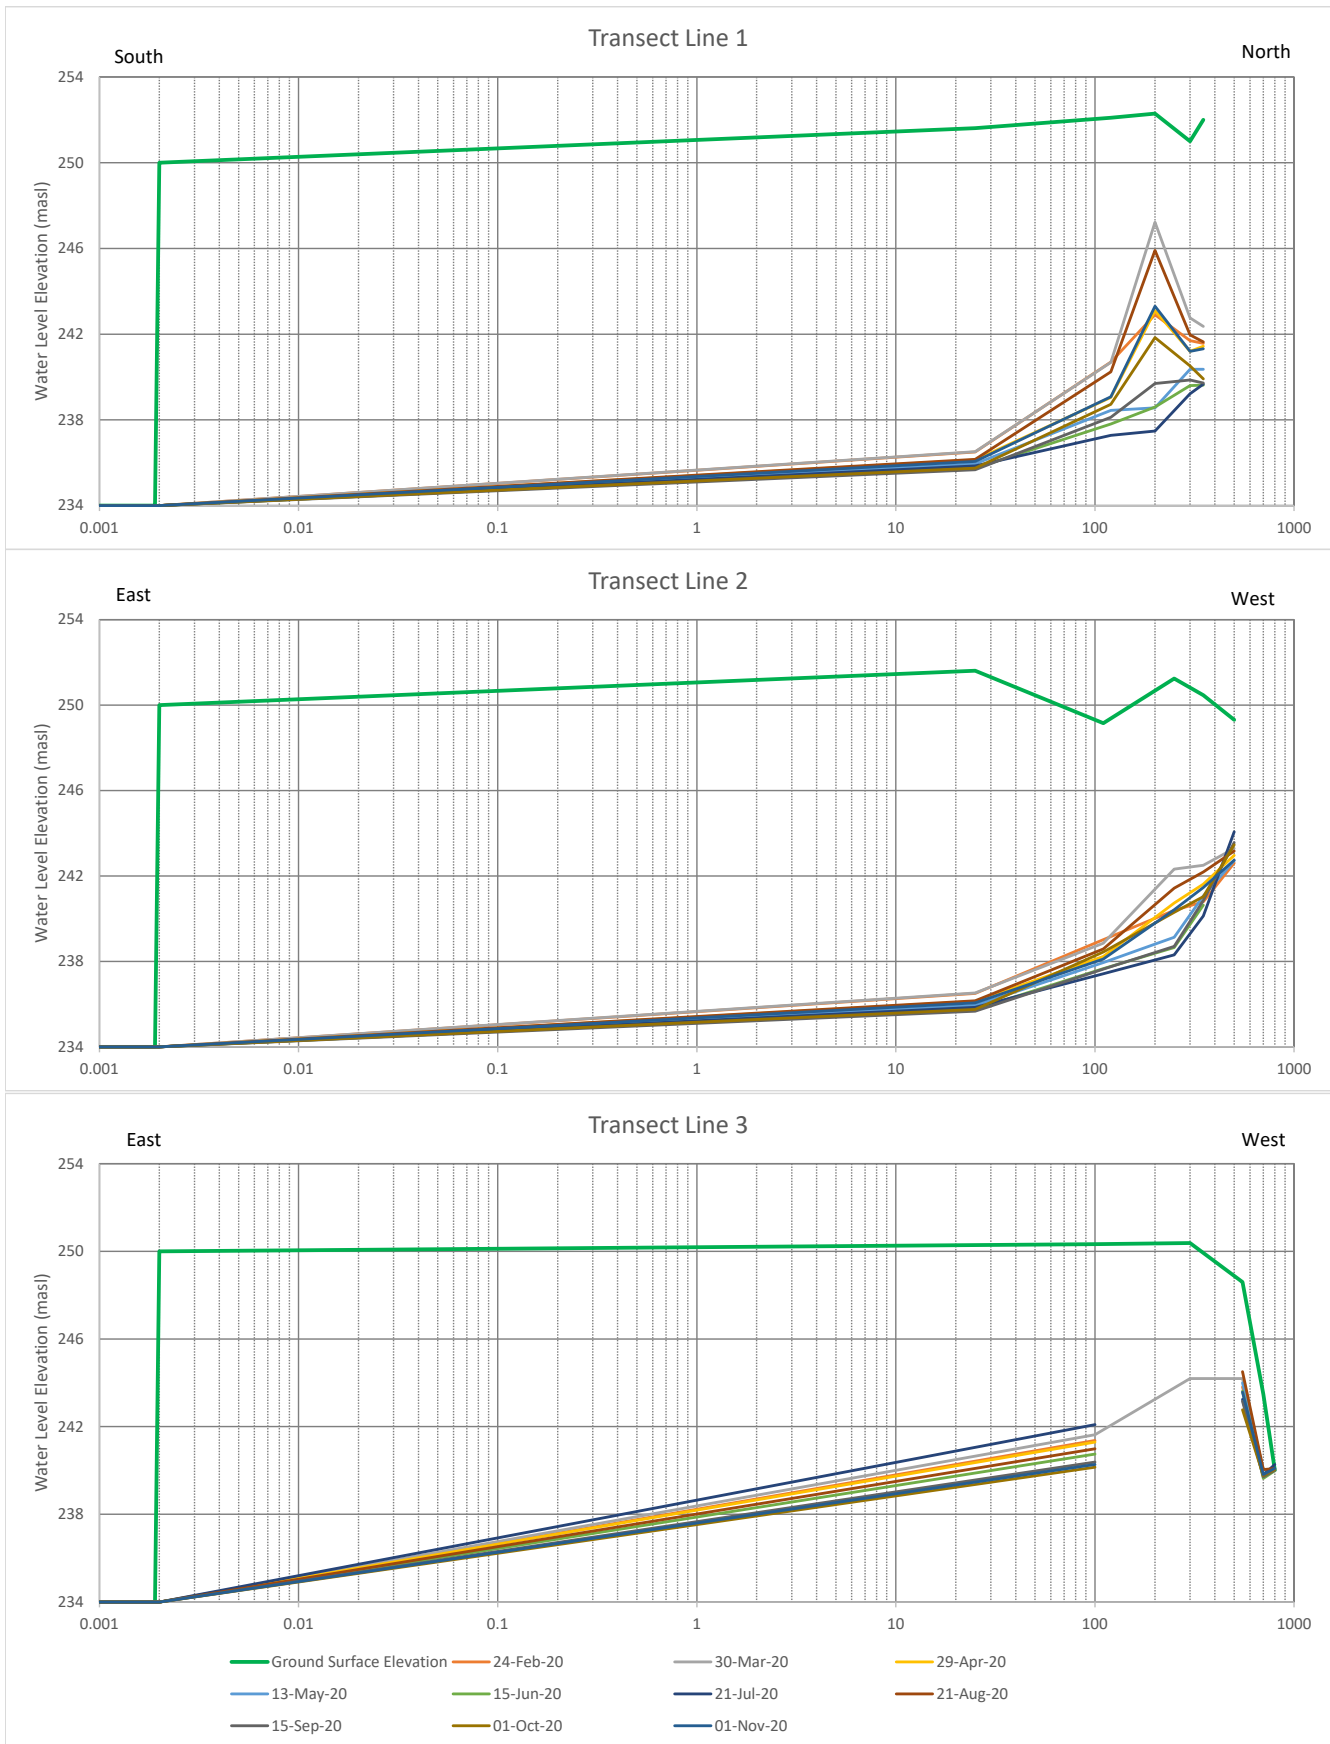 Transect Line 1
South
North
254
250
246
242
238
234
Water Level Elevation (masl)
0.001 0.01 0.1 1 10 100 1000
Transect Line 2
East
West
254
250
246
242
238
234
Water Level Elevation (masl)
0.001 0.01 0.1 1 10 100 1000
Transect Line 3
East
West
254
250
246
242
238
234
Water Level Elevation (masl)
0.001 0.01 0.1 1 10 100 1000
Ground Surface Elevation 24-Feb-20 30-Mar-20 29-Apr-20
13-May-20 15-Jun-20 21-Jul-20 21-Aug-20
15-Sep-20 01-Oct-20 01-Nov-20